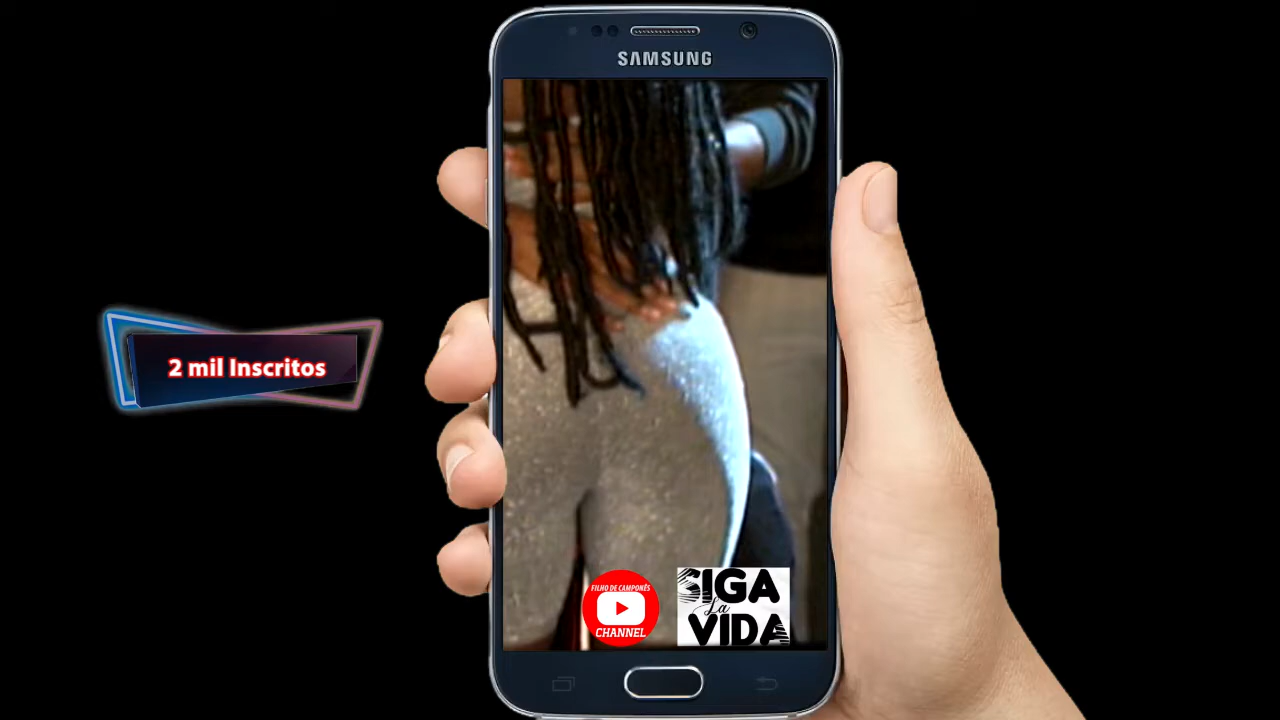 SAMSUNG
2 mil Inscritos
FILHO DE CAMPONÊS
CHANNEL
SIGA
La
VIDA